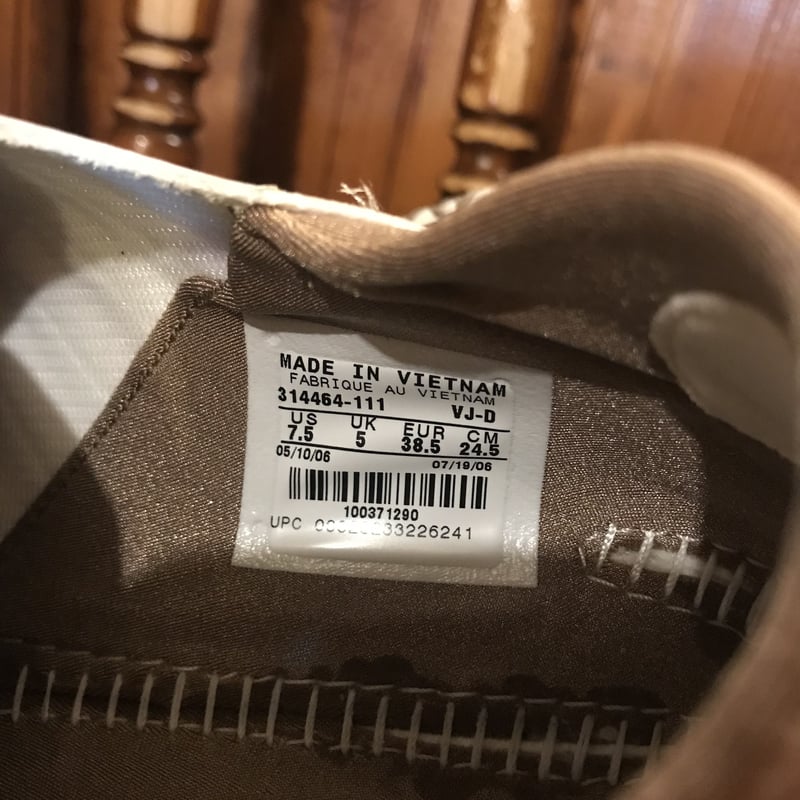 MADE IN VIETNAM
FABRIQUE AU VIETNAM
314464-111 VJ-D
US UK EUR CM
7.5 5 38.5 24.5
05/10/06 07/19/06
100371290
UPC